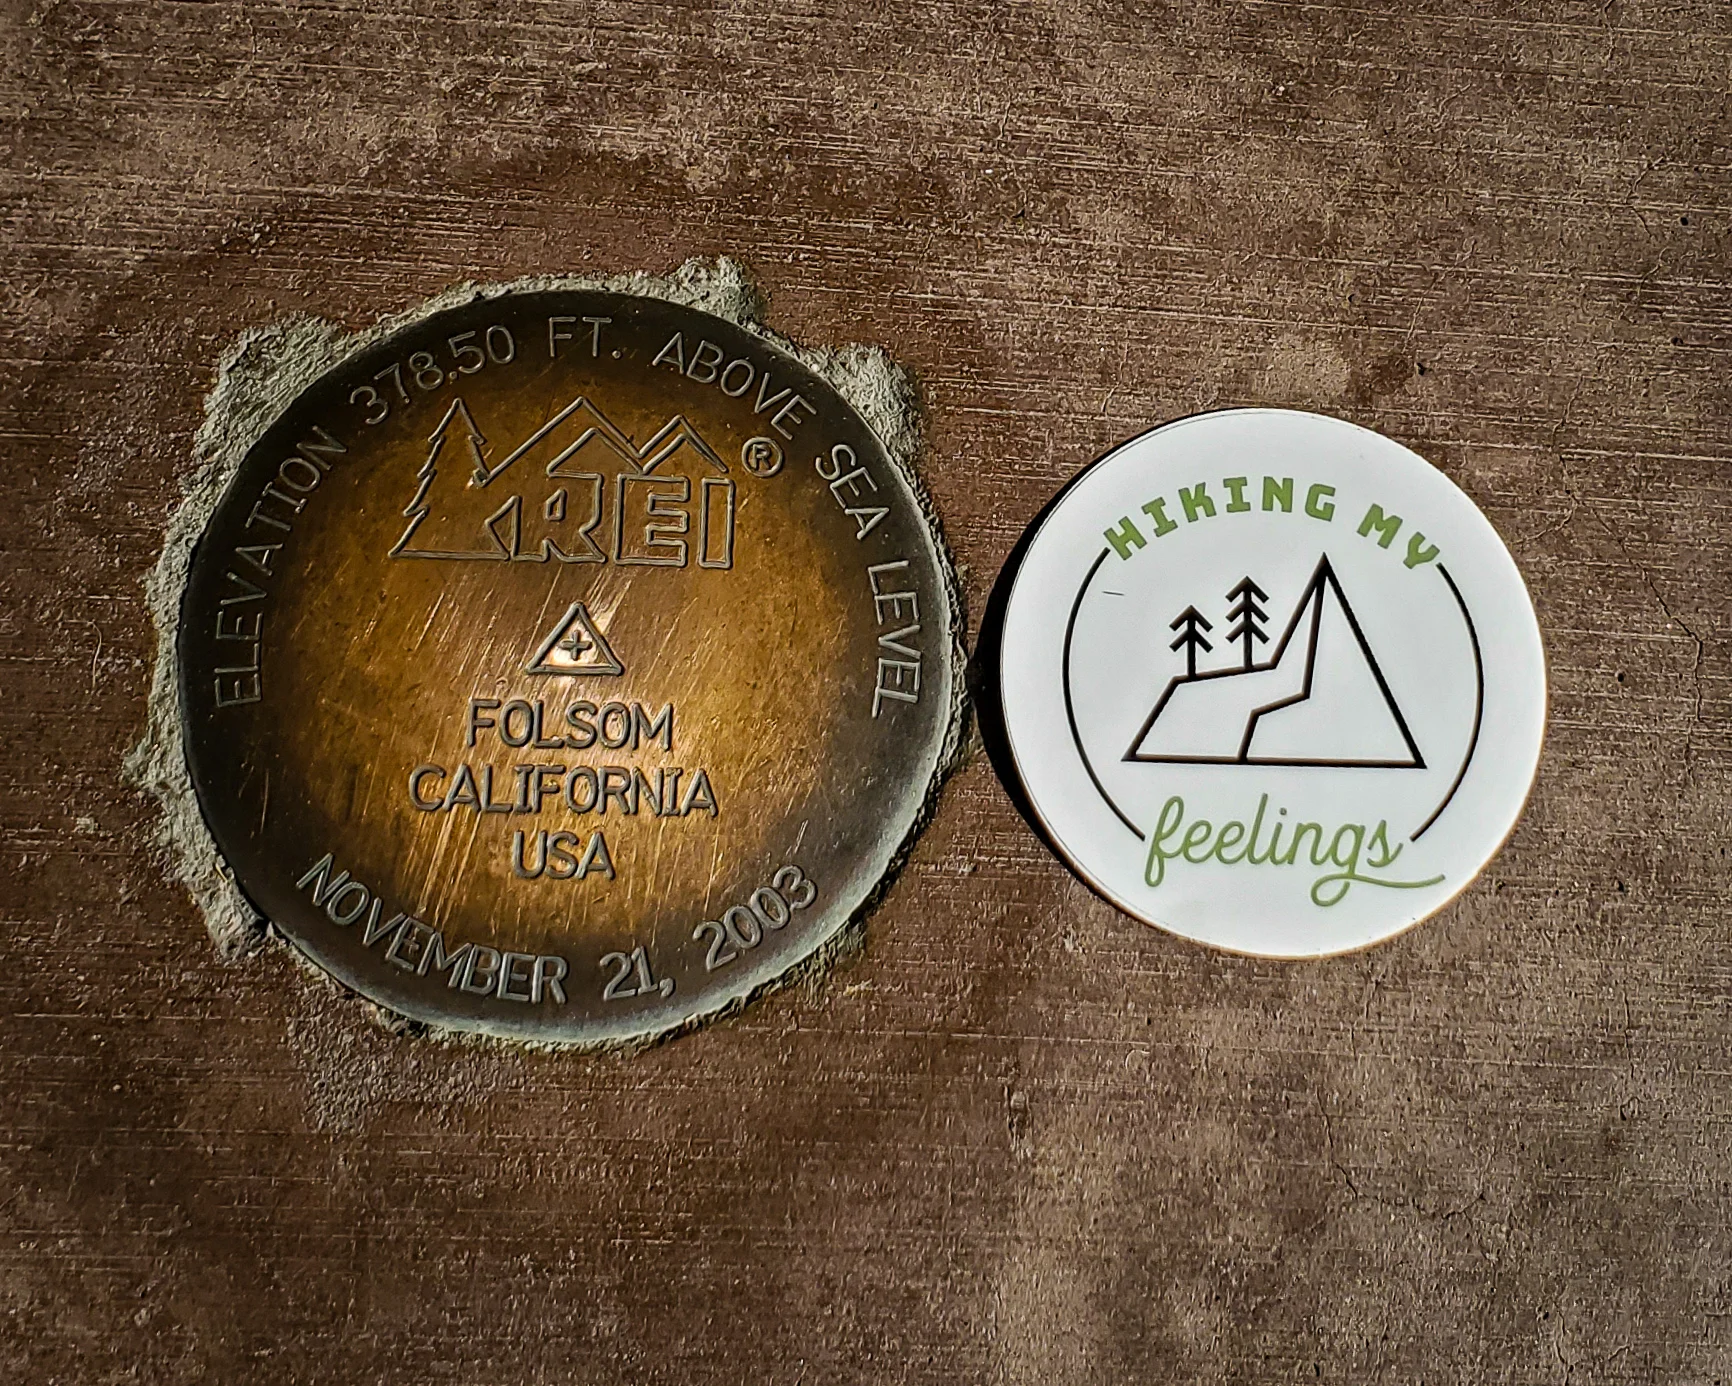 ELEVATION 378.50 FT. ABOVE SEA LEVEL
REI®
FOLSOM
CALIFORNIA
USA
NOVEMBER 21, 2003
HIKING MY
feelings